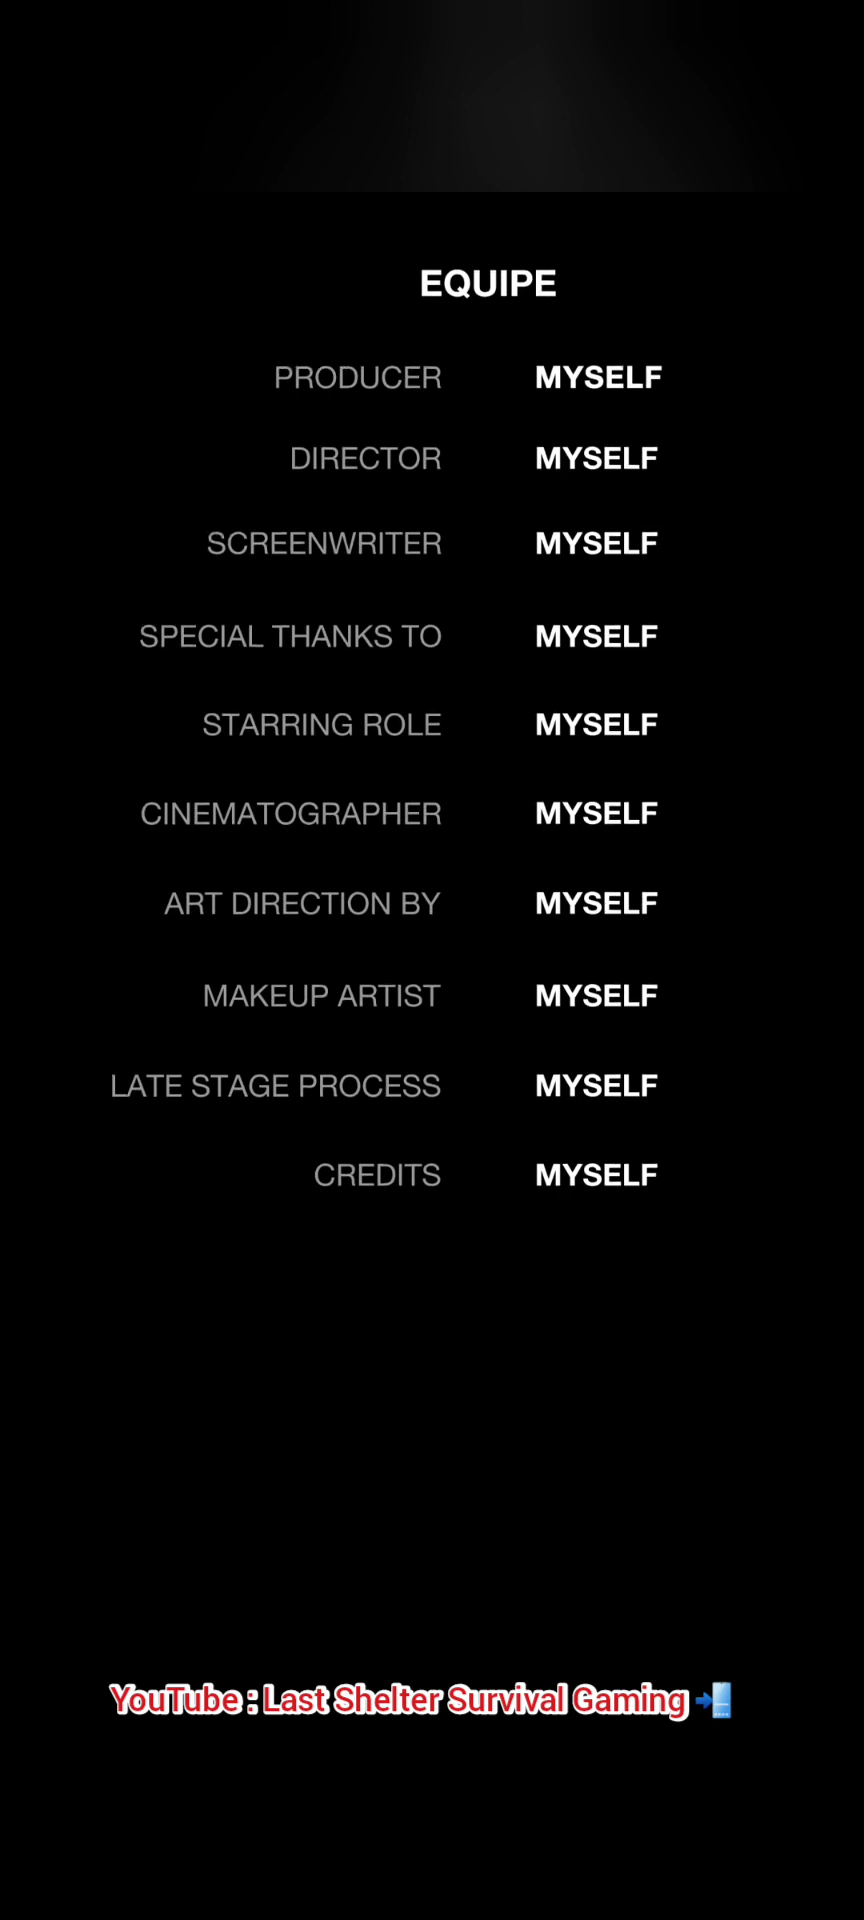 EQUIPE
PRODUCER MYSELF
DIRECTOR MYSELF
SCREENWRITER MYSELF
SPECIAL THANKS TO MYSELF
STARRING ROLE MYSELF
CINEMATOGRAPHER MYSELF
ART DIRECTION BY MYSELF
MAKEUP ARTIST MYSELF
LATE STAGE PROCESS MYSELF
CREDITS MYSELF
YouTube : Last Shelter Survival Gaming 📲